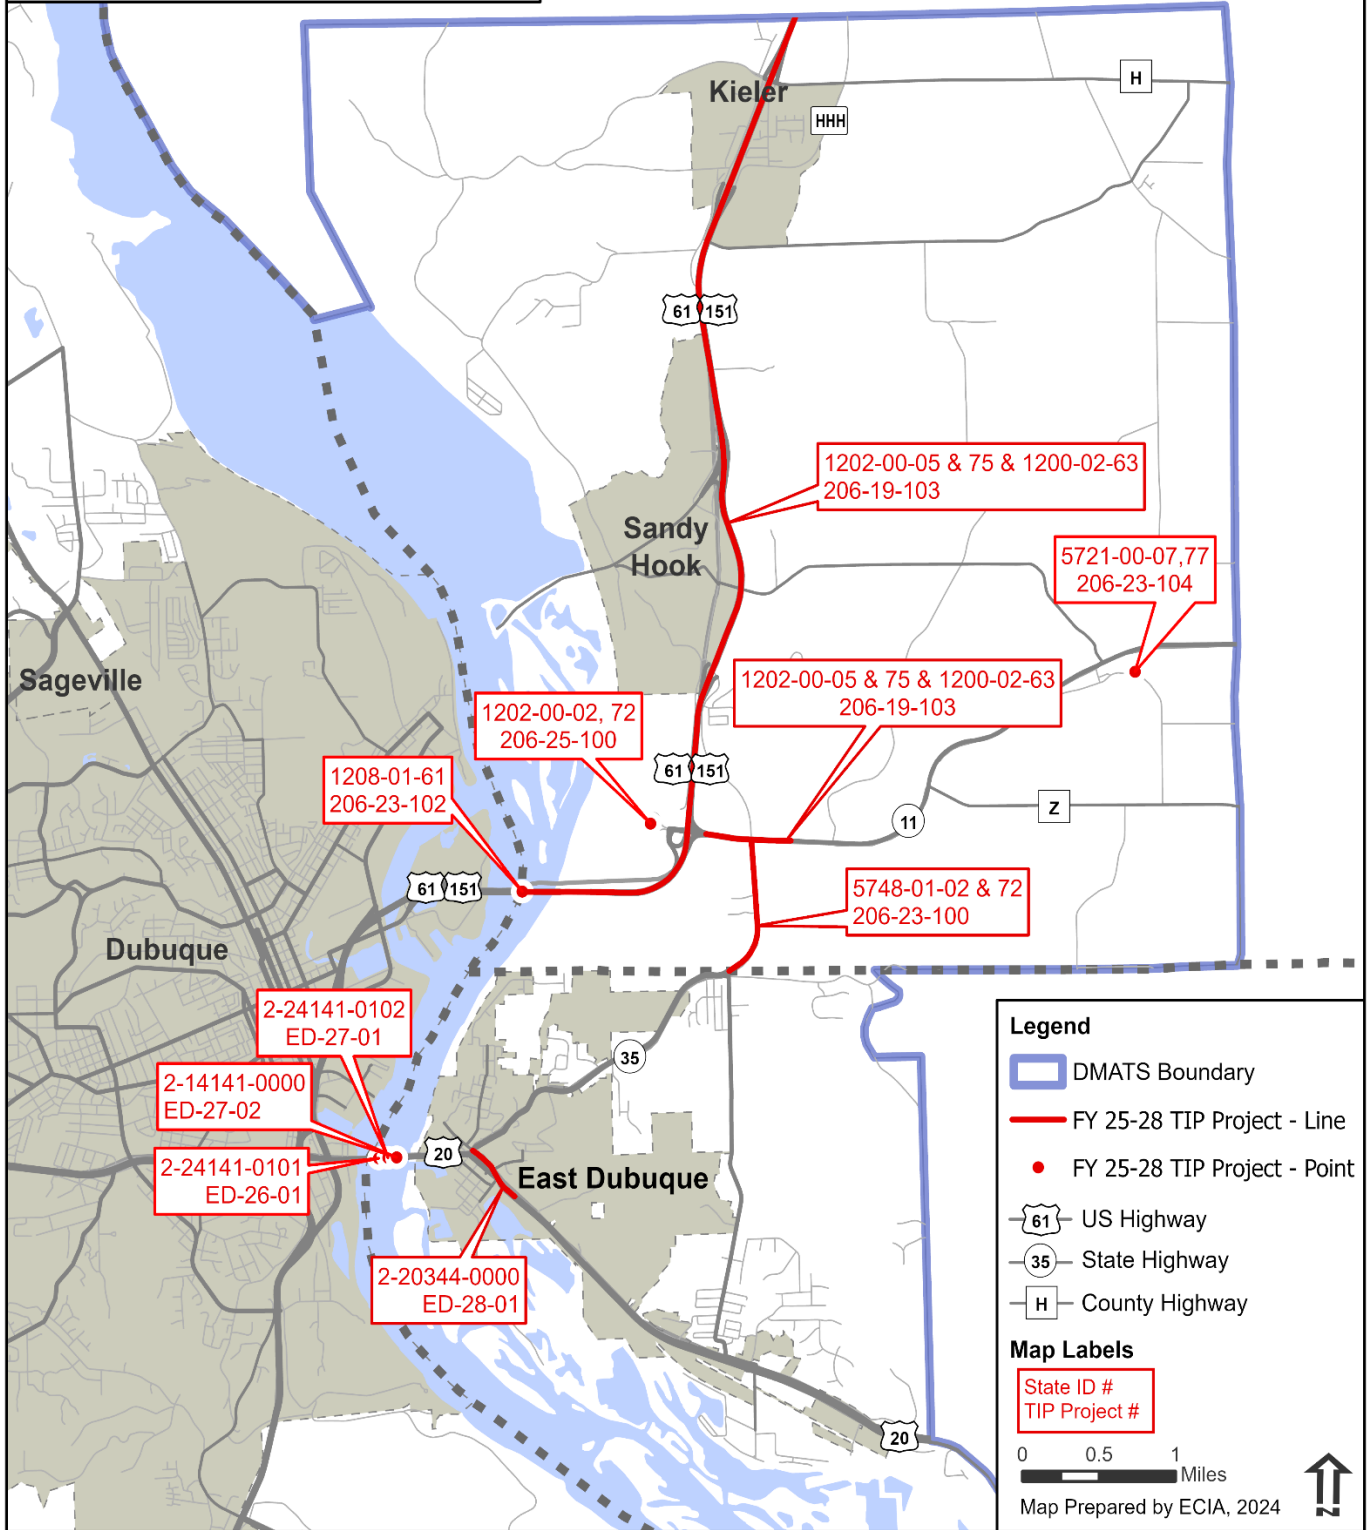 Kieler
H
HHH
61
151
1202-00-05 & 75 & 1200-02-63
206-19-103
Sandy
Hook
5721-00-07,77
206-23-104
Sageville
1202-00-05 & 75 & 1200-02-63
206-19-103
1202-00-02, 72
206-25-100
61
151
1208-01-61
206-23-102
Z
11
61
151
5748-01-02 & 72
206-23-100
Dubuque
2-24141-0102
ED-27-01
35
2-14141-0000
ED-27-02
20
2-24141-0101
ED-26-01
East Dubuque
2-20344-0000
ED-28-01
20
Legend
DMATS Boundary
FY 25-28 TIP Project - Line
FY 25-28 TIP Project - Point
61
US Highway
35
State Highway
H
County Highway
Map Labels
State ID #
TIP Project #
0 0.5 1
Miles
Map Prepared by ECIA, 2024
N